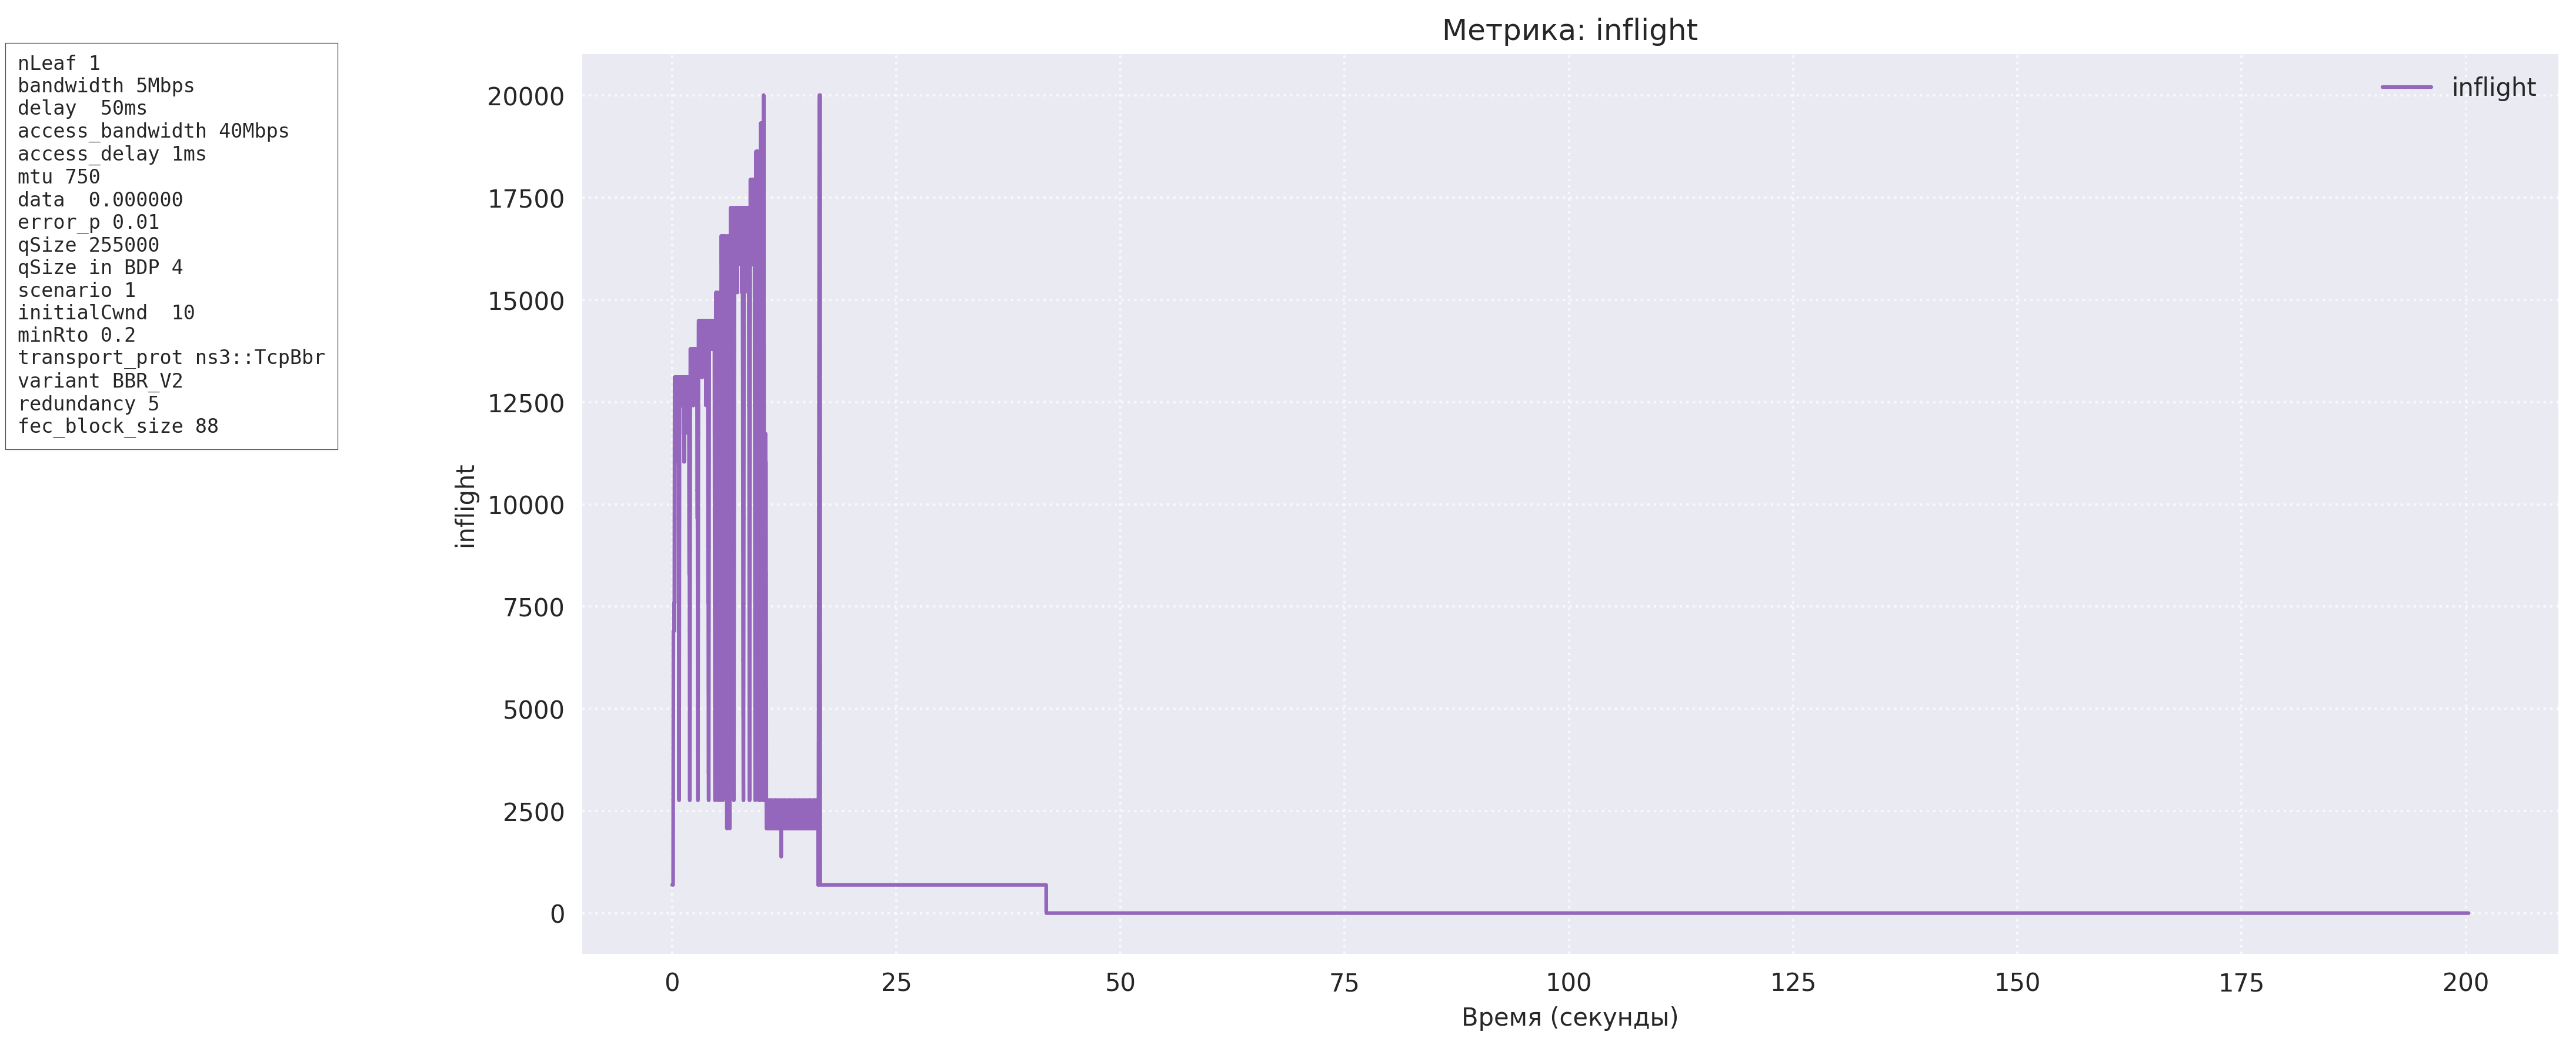 Метрика: inflight
nLeaf 1
bandwidth 5Mbps
delay  50ms
access_bandwidth 40Mbps
access_delay 1ms
mtu 750
data  0.000000
error_p 0.01
qSize 255000
qSize in BDP 4
scenario 1
initialCwnd  10
minRto 0.2
transport_prot ns3::TcpBbr
variant BBR_V2
redundancy 5
fec_block_size 88
inflight
20000
17500
15000
12500
10000
7500
5000
2500
0
inflight
0 25 50 75 100 125 150 175 200
Время (секунды)